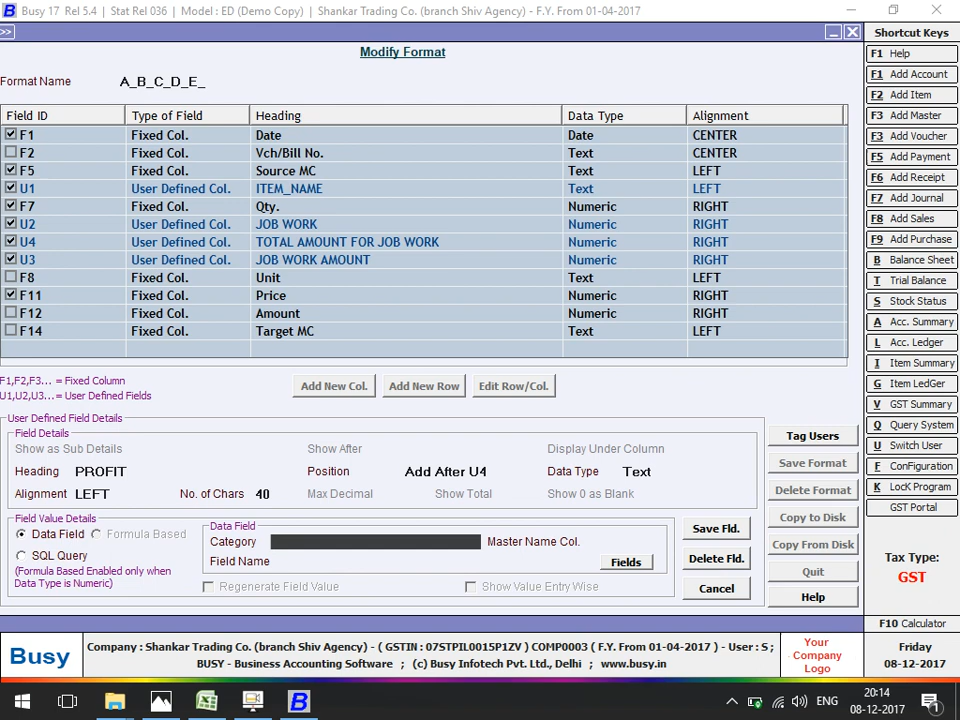 Busy 17 Rel 5.4 | Stat Rel 036 | Model : ED (Demo Copy) | Shankar Trading Co. (branch Shiv Agency) - F.Y. From 01-04-2017
>>
Shortcut Keys
Modify Format
Format Name A_B_C_D_E_
Field ID Type of Field Heading Data Type Alignment
F1 Fixed Col. Date Date CENTER
F2 Fixed Col. Vch/Bill No. Text CENTER
F5 Fixed Col. Source MC Text LEFT
U1 User Defined Col. ITEM_NAME Text LEFT
F7 Fixed Col. Qty. Numeric RIGHT
U2 User Defined Col. JOB WORK Numeric RIGHT
U4 User Defined Col. TOTAL AMOUNT FOR JOB WORK Numeric RIGHT
U3 User Defined Col. JOB WORK AMOUNT Numeric RIGHT
F8 Fixed Col. Unit Text LEFT
F11 Fixed Col. Price Numeric RIGHT
F12 Fixed Col. Amount Numeric RIGHT
F14 Fixed Col. Target MC Text LEFT
F1,F2,F3... = Fixed Column
U1,U2,U3... = User Defined Fields
Add New Col. Add New Row Edit Row/Col.
User Defined Field Details
Field Details
Show as Sub Details Show After Display Under Column
Heading PROFIT Position Add After U4 Data Type Text
Alignment LEFT No. of Chars 40 Max Decimal Show Total Show 0 as Blank
Field Value Details
Data Field Formula Based
SQL Query
(Formula Based Enabled only when
Data Type is Numeric)
Data Field
Category Master Name Col.
Field Name Fields
Regenerate Field Value Show Value Entry Wise
Save Fld.
Delete Fld.
Cancel
Tag Users
Save Format
Delete Format
Copy to Disk
Copy From Disk
Quit
Help
F1 Help
F1 Add Account
F2 Add Item
F3 Add Master
F3 Add Voucher
F5 Add Payment
F6 Add Receipt
F7 Add Journal
F8 Add Sales
F9 Add Purchase
B Balance Sheet
T Trial Balance
S Stock Status
A Acc. Summary
L Acc. Ledger
I Item Summary
G Item LedGer
V GST Summary
Q Query System
U Switch User
F ConFiguration
K LocK Program
GST Portal
Tax Type:
GST
F10 Calculator
Busy
Company : Shankar Trading Co. (branch Shiv Agency) - ( GSTIN : 07STPIL0015P1ZV ) COMP0003 ( F.Y. From 01-04-2017 ) - User : S ;
BUSY - Business Accounting Software ; (c) Busy Infotech Pvt. Ltd., Delhi ; www.busy.in
Your
Company
Logo
Friday
08-12-2017
B
ENG
20:14
08-12-2017
1